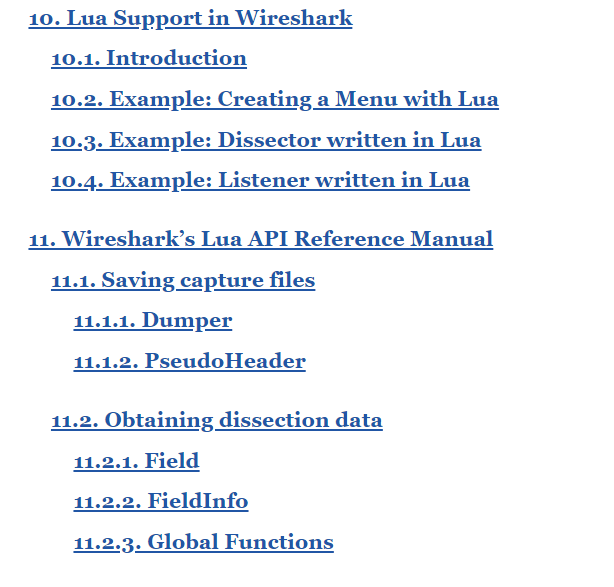 10. Lua Support in Wireshark
10.1. Introduction
10.2. Example: Creating a Menu with Lua
10.3. Example: Dissector written in Lua
10.4. Example: Listener written in Lua
11. Wireshark’s Lua API Reference Manual
11.1. Saving capture files
11.1.1. Dumper
11.1.2. PseudoHeader
11.2. Obtaining dissection data
11.2.1. Field
11.2.2. FieldInfo
11.2.3. Global Functions